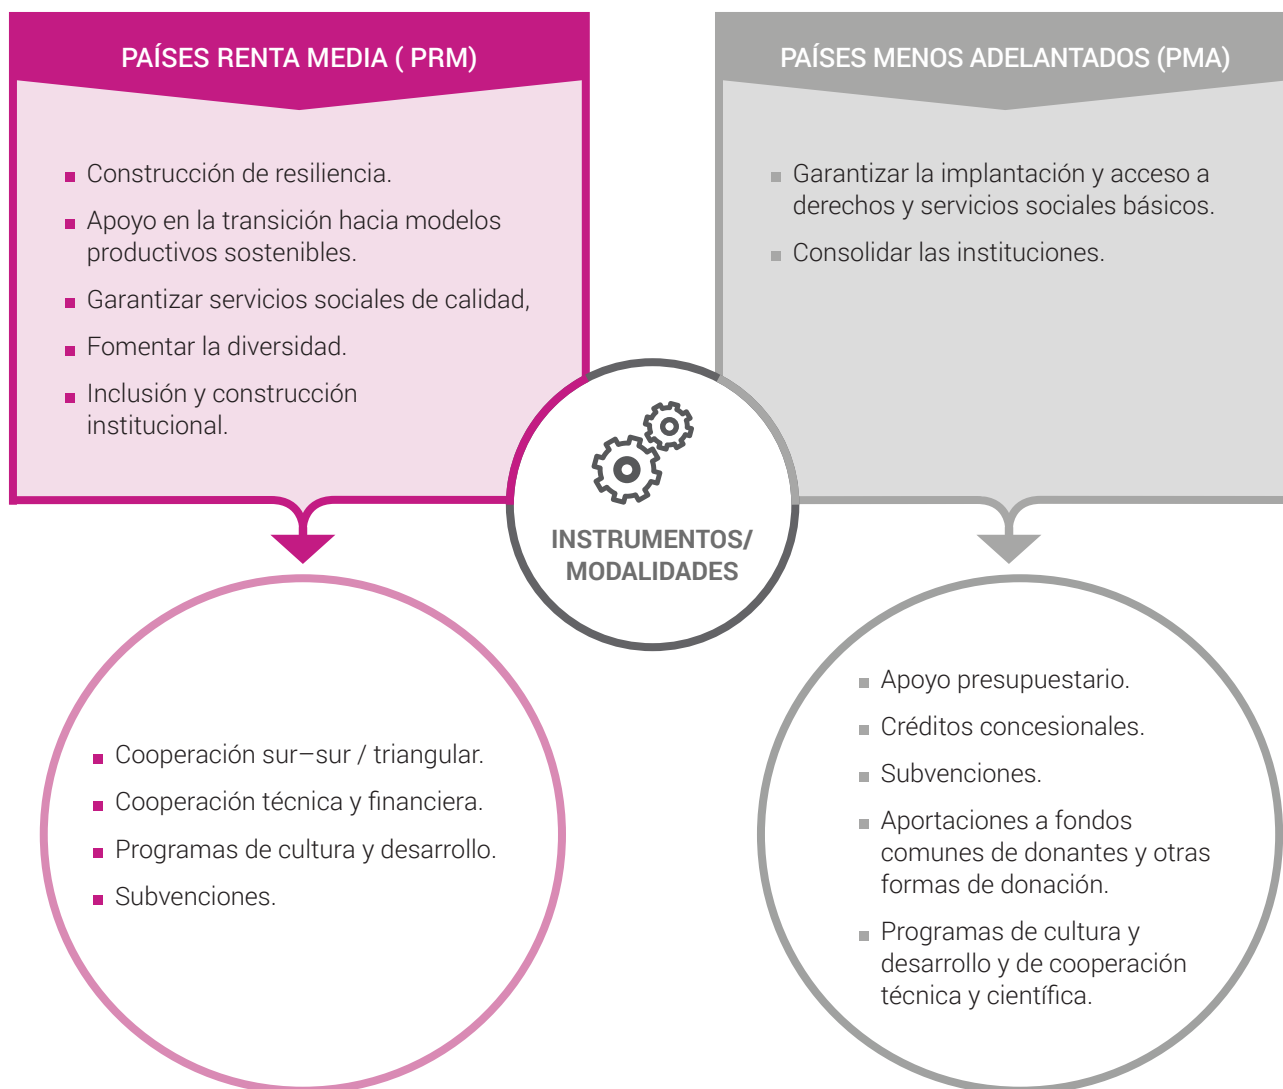 PAÍSES RENTA MEDIA ( PRM)
Construcción de resiliencia.
Apoyo en la transición hacia modelos
productivos sostenibles.
Garantizar servicios sociales de calidad,
Fomentar la diversidad.
Inclusión y construcción
institucional.
PAÍSES MENOS ADELANTADOS (PMA)
Garantizar la implantación y acceso a
derechos y servicios sociales básicos.
Consolidar las instituciones.
INSTRUMENTOS/
MODALIDADES
Cooperación sur–sur / triangular.
Cooperación técnica y financiera.
Programas de cultura y desarrollo.
Subvenciones.
Apoyo presupuestario.
Créditos concesionales.
Subvenciones.
Aportaciones a fondos
comunes de donantes y otras
formas de donación.
Programas de cultura y
desarrollo y de cooperación
técnica y científica.